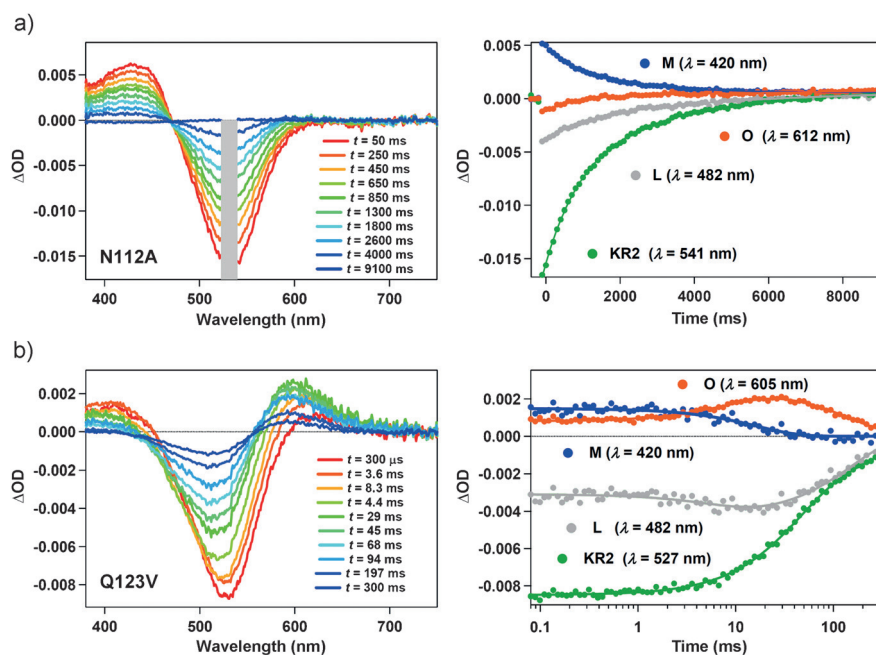 a)
0.005
0.000
-0.005
-0.010
-0.015
ΔOD
t = 50 ms
t = 250 ms
t = 450 ms
t = 650 ms
t = 850 ms
t = 1300 ms
t = 1800 ms
t = 2600 ms
t = 4000 ms
t = 9100 ms
N112A
400 500 600 700
Wavelength (nm)
0.005
0.000
-0.005
-0.010
-0.015
ΔOD
M (λ = 420 nm)
O (λ = 612 nm)
L (λ = 482 nm)
KR2 (λ = 541 nm)
0 2000 4000 6000 8000
Time (ms)
b)
0.002
0.000
-0.002
-0.004
-0.006
-0.008
ΔOD
t = 300 µs
t = 3.6 ms
t = 8.3 ms
t = 4.4 ms
t = 29 ms
t = 45 ms
t = 68 ms
t = 94 ms
t = 197 ms
t = 300 ms
Q123V
400 500 600 700
Wavelength (nm)
0.002
0.000
-0.002
-0.004
-0.006
-0.008
ΔOD
O (λ = 605 nm)
M (λ = 420 nm)
L (λ = 482 nm)
KR2 (λ = 527 nm)
0.1 1 10 100
Time (ms)